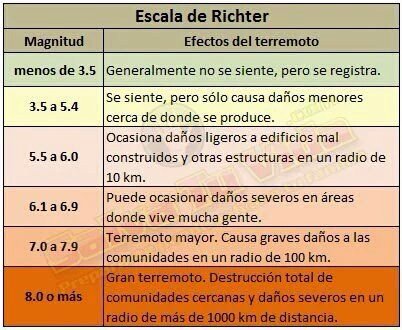 Escala de Richter
Magnitud
Efectos del terremoto
menos de 3.5
Generalmente no se siente, pero se registra.
3.5 a 5.4
Se siente, pero sólo causa daños menores
cerca de donde se produce.
5.5 a 6.0
Ocasiona daños ligeros a edificios mal
construidos y otras estructuras en un radio de
10 km.
6.1 a 6.9
Puede ocasionar daños severos en áreas
donde vive mucha gente.
7.0 a 7.9
Terremoto mayor. Causa graves daños a las
comunidades en un radio de 100 km.
8.0 o más
Gran terremoto. Destrucción total de
comunidades cercanas y daños severos en un
radio de más de 1000 km de distancia.